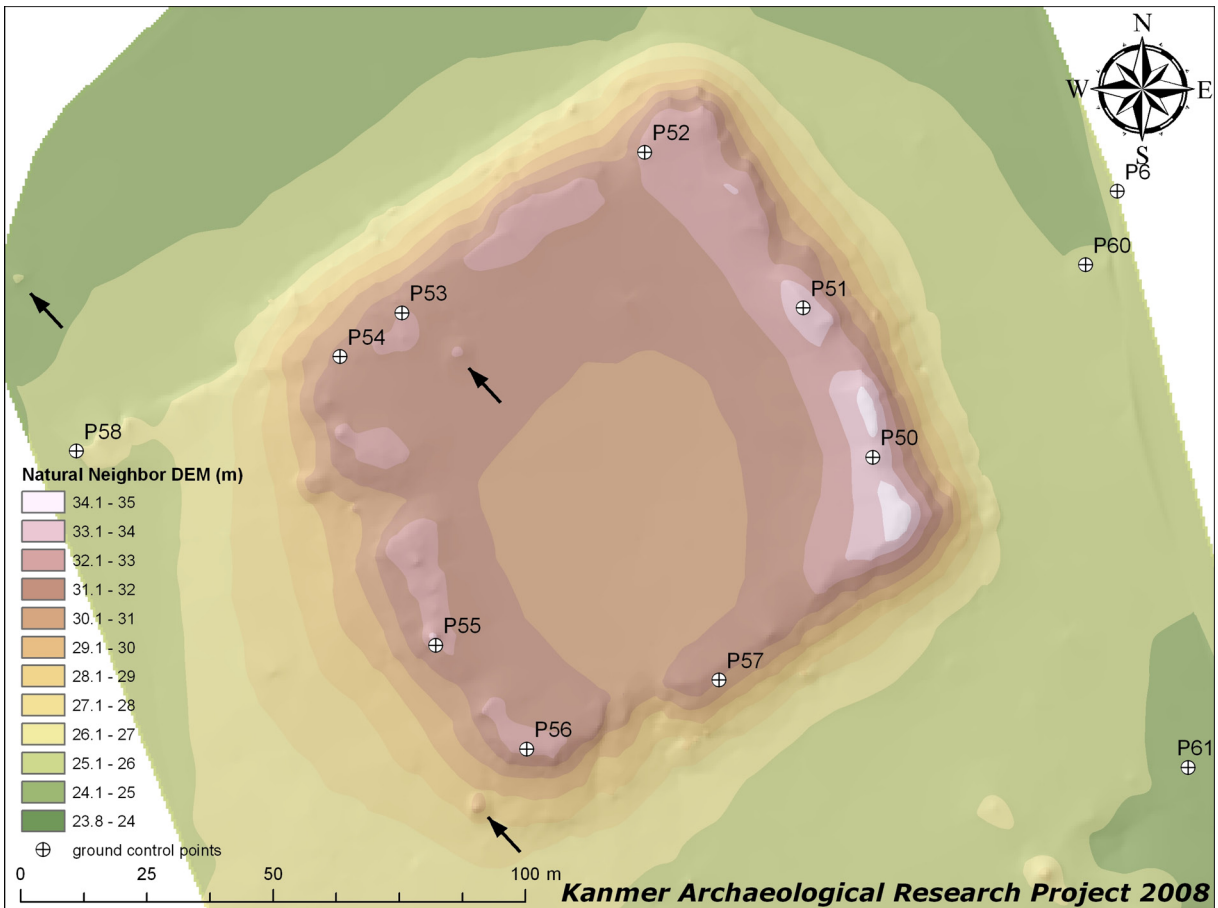 N
W E
S
P52
P6
P60
P53
P51
P54
P58
P50
Natural Neighbor DEM (m)
34.1 - 35
33.1 - 34
32.1 - 33
31.1 - 32
30.1 - 31
29.1 - 30
28.1 - 29
27.1 - 28
26.1 - 27
25.1 - 26
24.1 - 25
23.8 - 24
ground control points
P55
P57
P56
P61
0 25 50 100 m
Kanmer Archaeological Research Project 2008